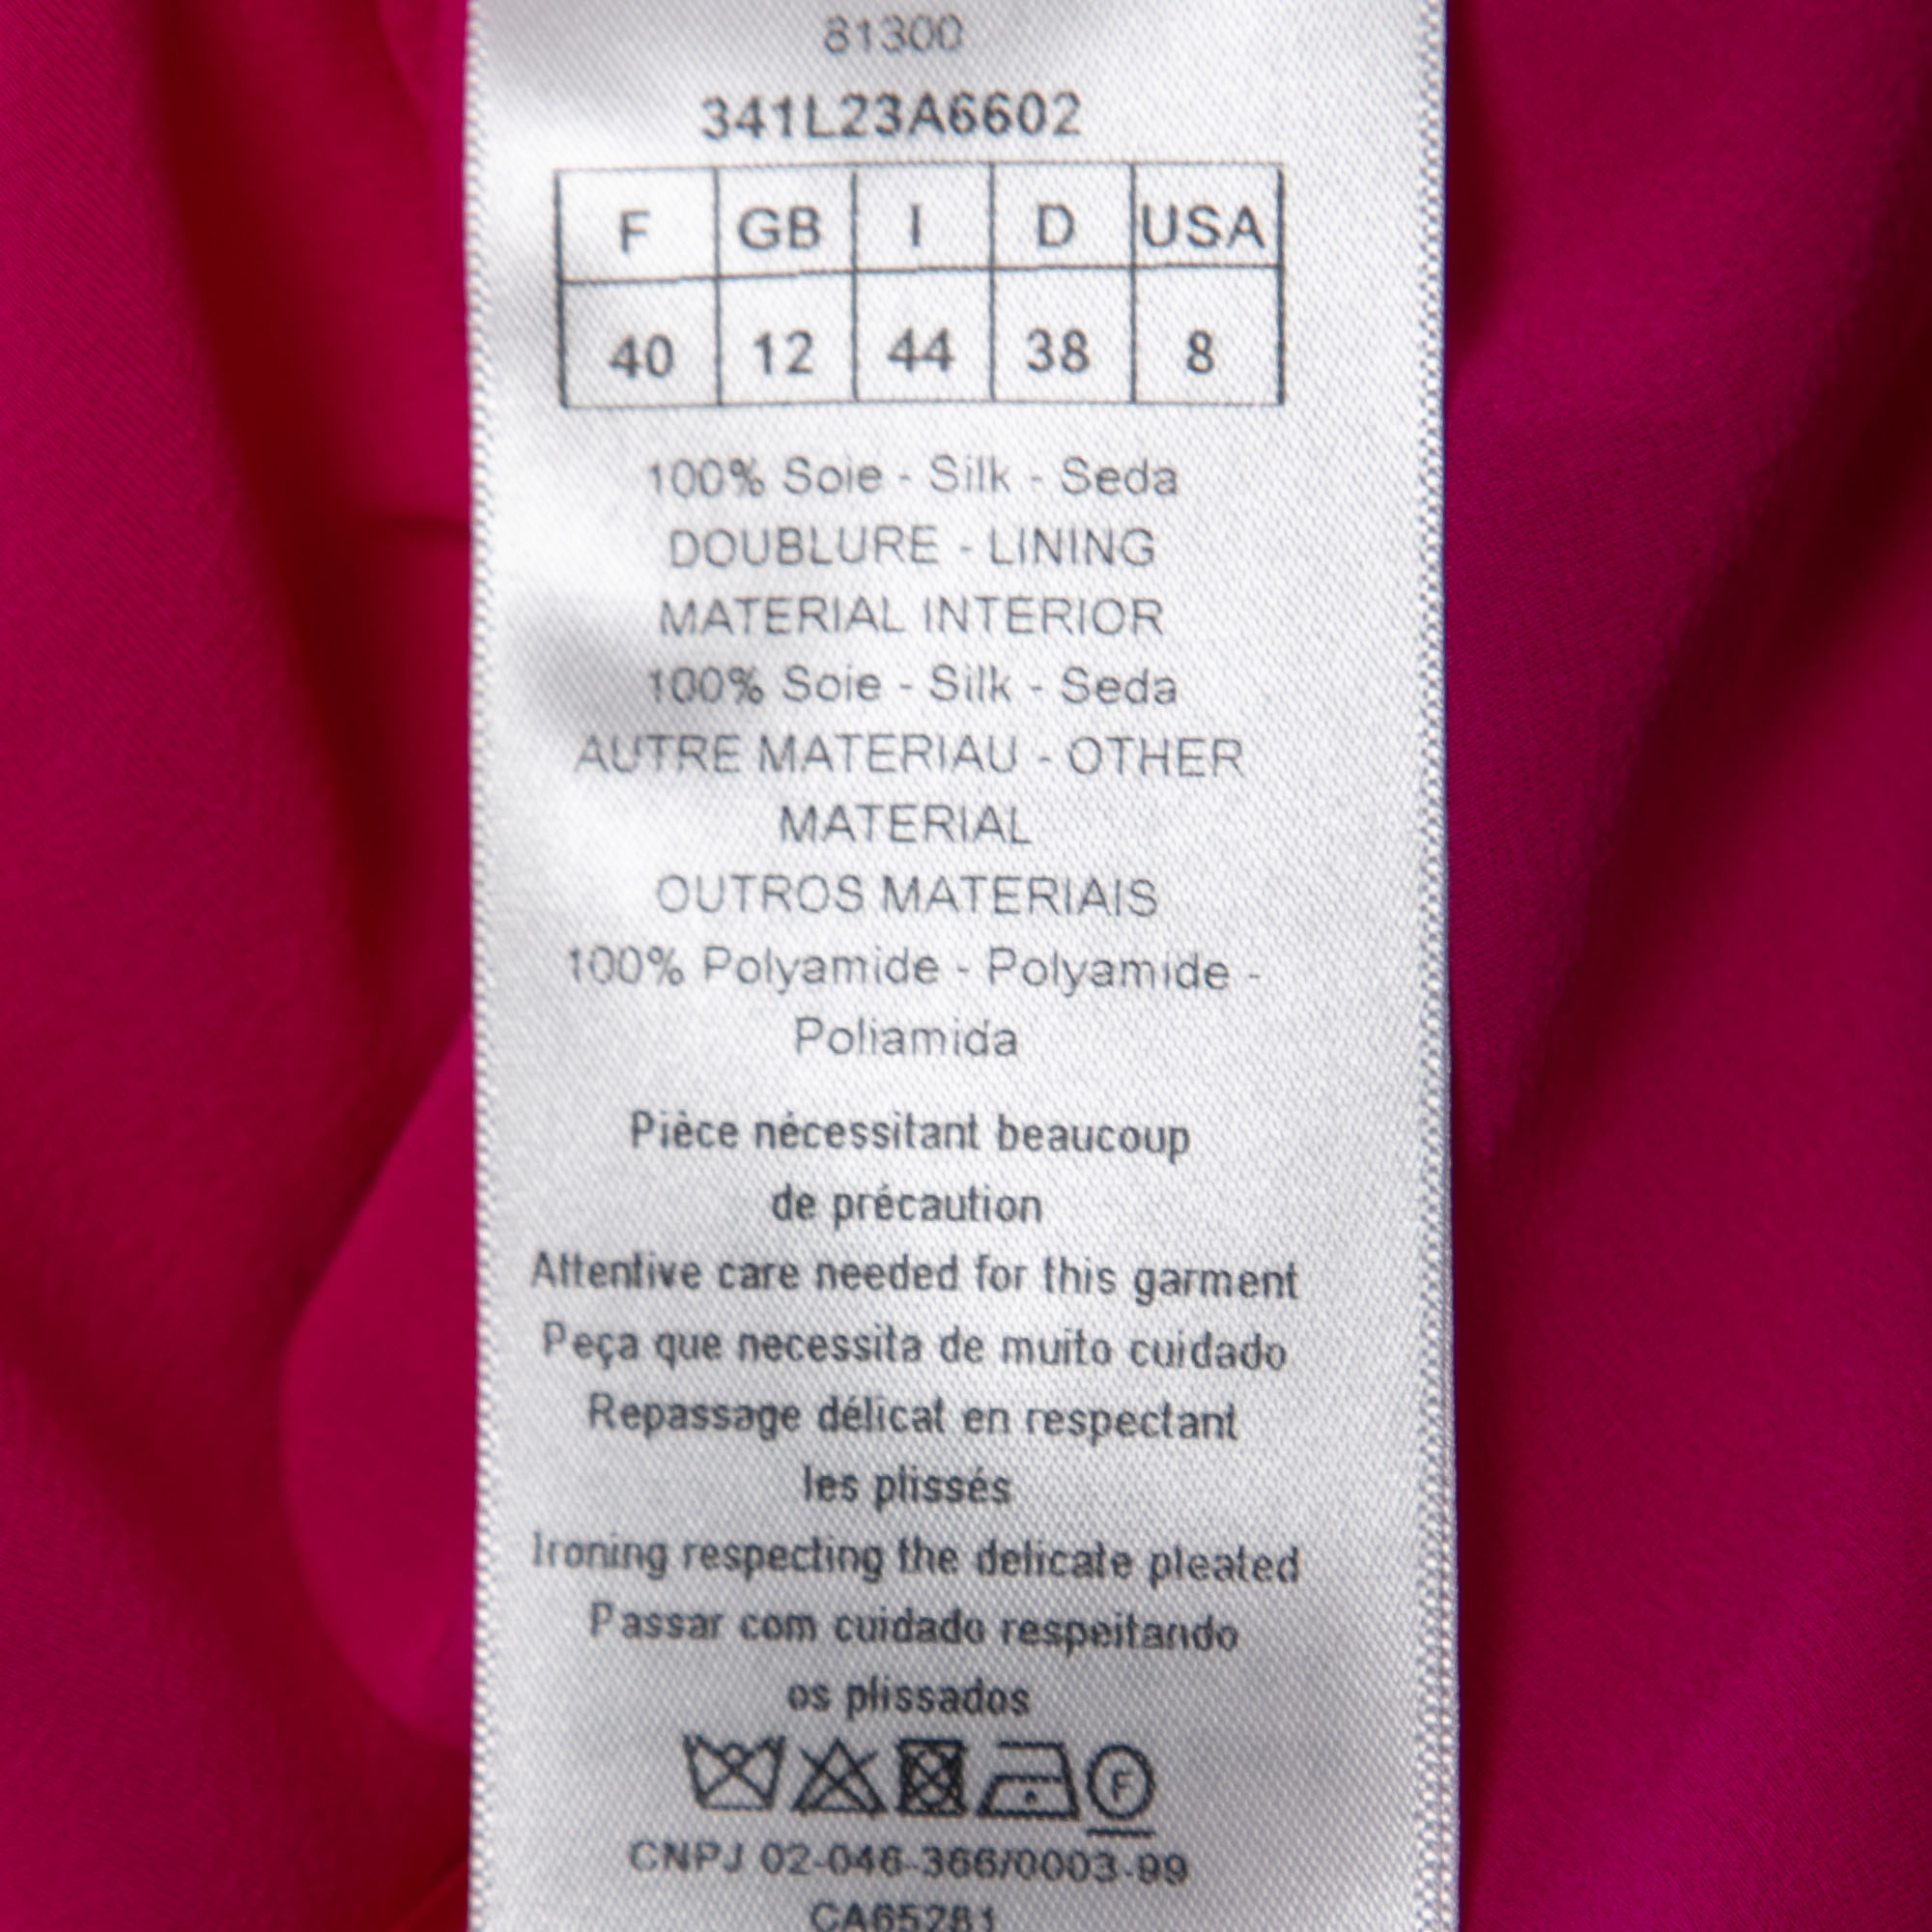 81300
341L23A6602
F GB I D USA
40 12 44 38 8
100% Soie - Silk - Seda
DOUBLURE - LINING
MATERIAL INTERIOR
100% Soie - Silk - Seda
AUTRE MATERIAU - OTHER
MATERIAL
OUTROS MATERIAIS
100% Polyamide - Polyamide -
Poliamida
Pièce nécessitant beaucoup
de précaution
Attentive care needed for this garment
Peça que necessita de muito cuidado
Repassage délicat en respectant
les plissés
Ironing respecting the delicate pleated
Passar com cuidado respeitando
os plissados
F
CNPJ 02-046-366/0003-99
CA65281